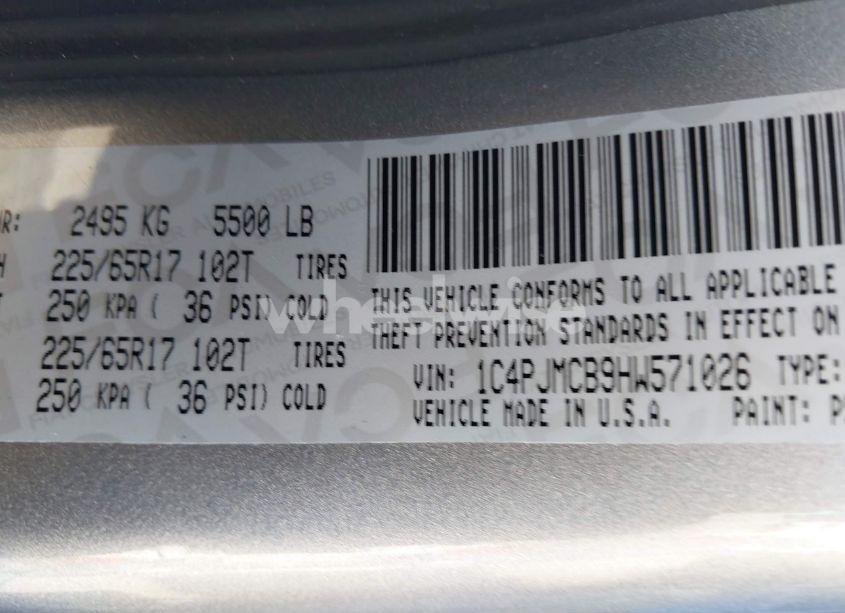 2495 KG 5500 LB
225/65R17 102T TIRES
250 KPA ( 36 PSI) COLD
225/65R17 102T TIRES
250 KPA ( 36 PSI) COLD
THIS VEHICLE CONFORMS TO ALL APPLICABLE
THEFT PREVENTION STANDARDS IN EFFECT ON
VIN: 1C4PJMCB9HW571026 TYPE:
VEHICLE MADE IN U.S.A. PAINT: P